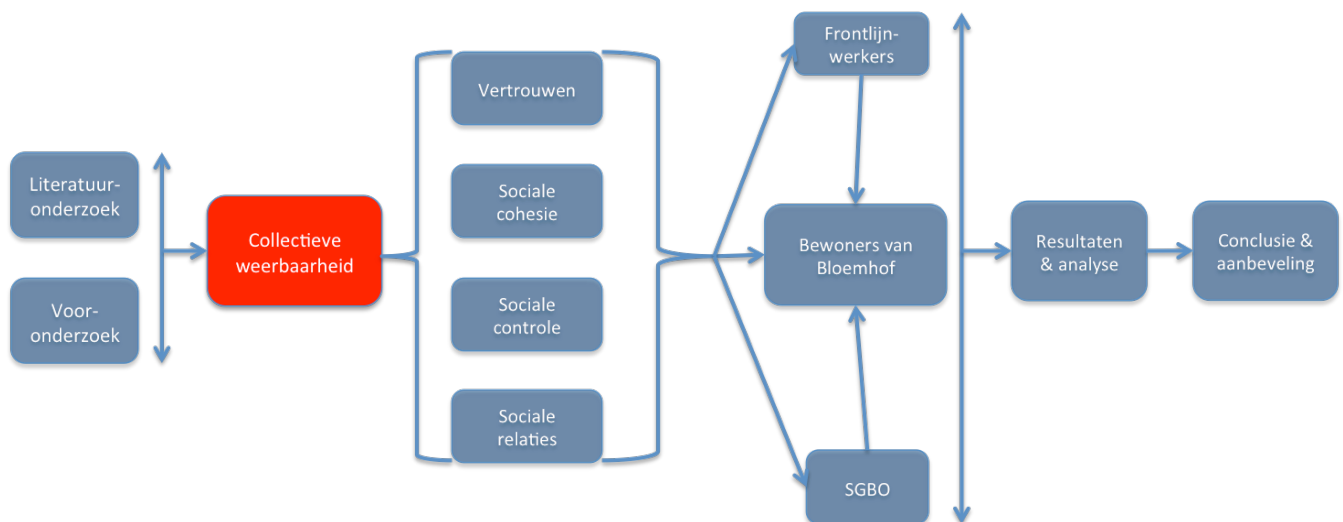 Literatuur-
onderzoek
Voor-
onderzoek
Collectieve
weerbaarheid
Vertrouwen
Sociale
cohesie
Sociale
controle
Sociale
relaties
Frontlijn-
werkers
Bewoners van
Bloemhof
SGBO
Resultaten
& analyse
Conclusie &
aanbeveling